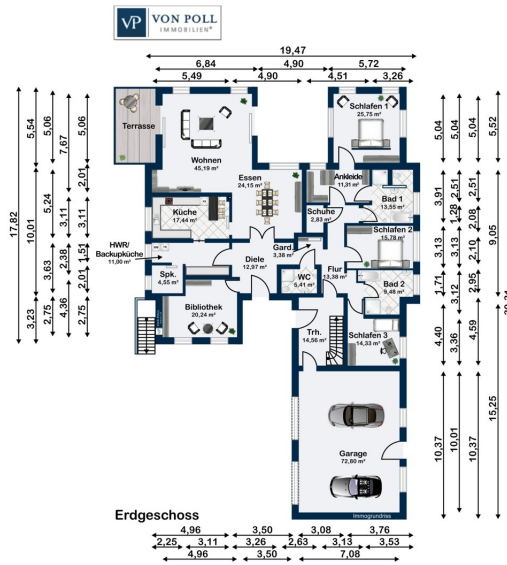 VP VON POLL
IMMOBILIEN®
19,47
6,84 4,90 5,72
5,49 4,90 4,51 3,26
Terrasse
Wohnen
45,19 m²
Essen
24,15 m²
Küche
17,44 m²
HWR/
Backupküche
11,00 m²
Spk.
4,55 m²
Bibliothek
20,24 m²
Diele
12,97 m²
Gard.
3,38 m²
WC
5,41 m²
Schuhe
2,83 m²
Ankleide
11,31 m²
Schlafen 1
25,75 m²
Bad 1
13,55 m²
Schlafen 2
15,78 m²
Flur
13,38 m²
Bad 2
9,48 m²
Trh.
14,56 m²
Schlafen 3
14,33 m²
Garage
72,80 m²
Immogrundriss
17,82
5,54 10,01 3,23
5,06 5,24 3,63 2,75
7,67 3,11 2,38 4,36
5,06 2,01 3,11 1,51 2,01 2,75
5,04 3,91 3,13 1,71 4,40 10,37
5,04 2,51 1,28 3,13 3,12 3,36 10,01
5,04 2,51 2,08 2,10 2,95 4,59 10,37
5,52 9,05 15,25
Erdgeschoss
4,96 3,50 3,08 3,76
2,25 3,11 3,26 2,63 3,13 3,53
4,96 3,50 7,08